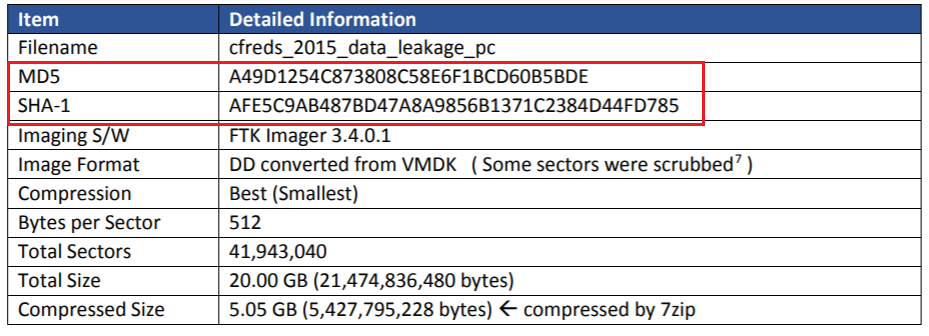 Item Detailed Information
Filename cfreds_2015_data_leakage_pc
MD5 A49D1254C873808C58E6F1BCD60B5BDE
SHA-1 AFE5C9AB487BD47A8A9856B1371C2384D44FD785
Imaging S/W FTK Imager 3.4.0.1
Image Format DD converted from VMDK ( Some sectors were scrubbed⁷ )
Compression Best (Smallest)
Bytes per Sector 512
Total Sectors 41,943,040
Total Size 20.00 GB (21,474,836,480 bytes)
Compressed Size 5.05 GB (5,427,795,228 bytes) ← compressed by 7zip